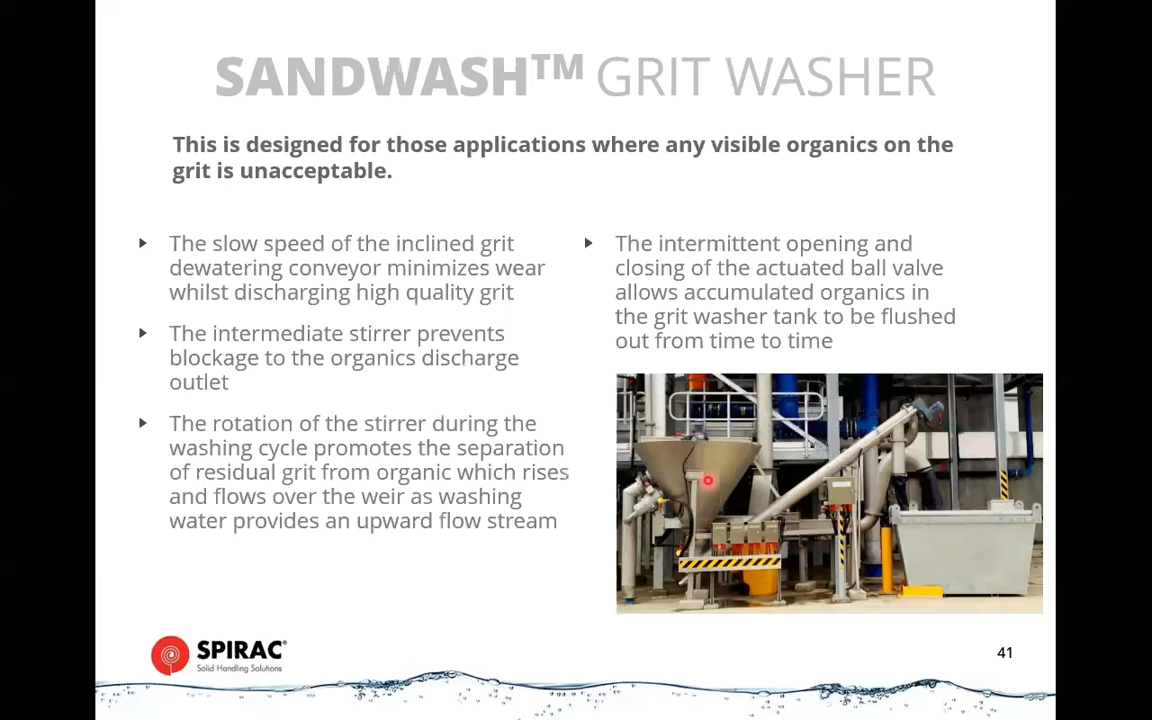 SANDWASH™ GRIT WASHER
This is designed for those applications where any visible organics on the
grit is unacceptable.
The slow speed of the inclined grit
dewatering conveyor minimizes wear
whilst discharging high quality grit
The intermediate stirrer prevents
blockage to the organics discharge
outlet
The rotation of the stirrer during the
washing cycle promotes the separation
of residual grit from organic which rises
and flows over the weir as washing
water provides an upward flow stream
The intermittent opening and
closing of the actuated ball valve
allows accumulated organics in
the grit washer tank to be flushed
out from time to time
SPIRAC®
Solid Handling Solutions
41